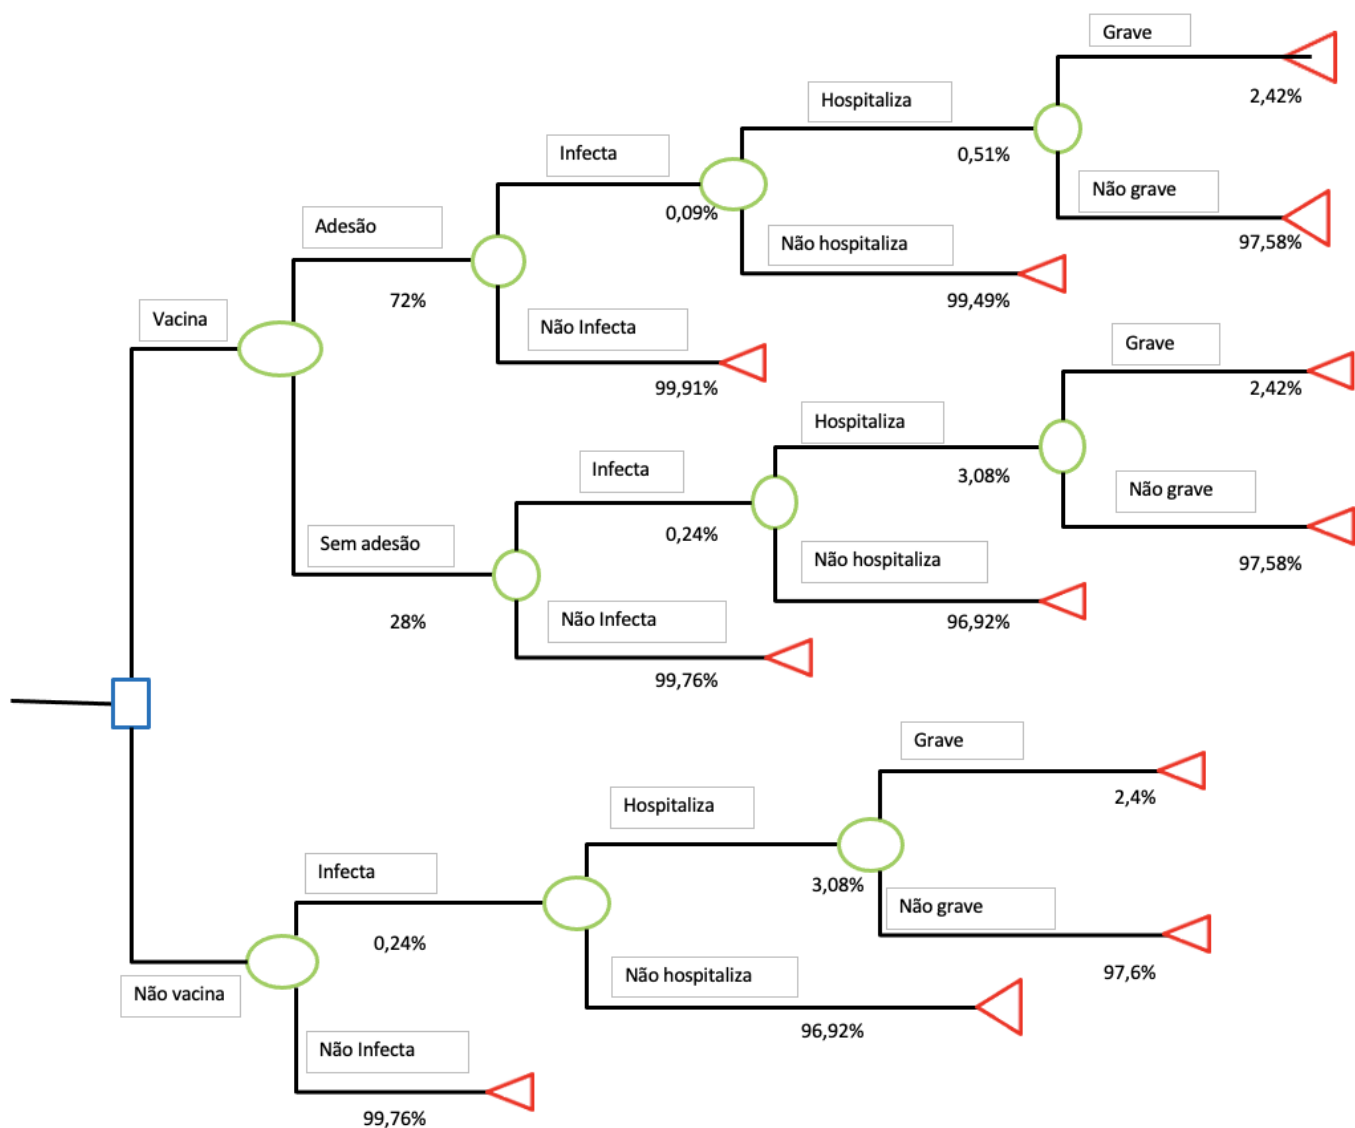 Grave
2,42%
Hospitaliza
0,51%
Infecta
0,09%
Não grave
97,58%
Adesão
72%
Não hospitaliza
99,49%
Vacina
Não Infecta
99,91%
Grave
2,42%
Hospitaliza
3,08%
Infecta
0,24%
Não grave
97,58%
Sem adesão
28%
Não hospitaliza
96,92%
Não Infecta
99,76%
Grave
2,4%
Hospitaliza
3,08%
Infecta
0,24%
Não grave
97,6%
Não vacina
Não hospitaliza
96,92%
Não Infecta
99,76%